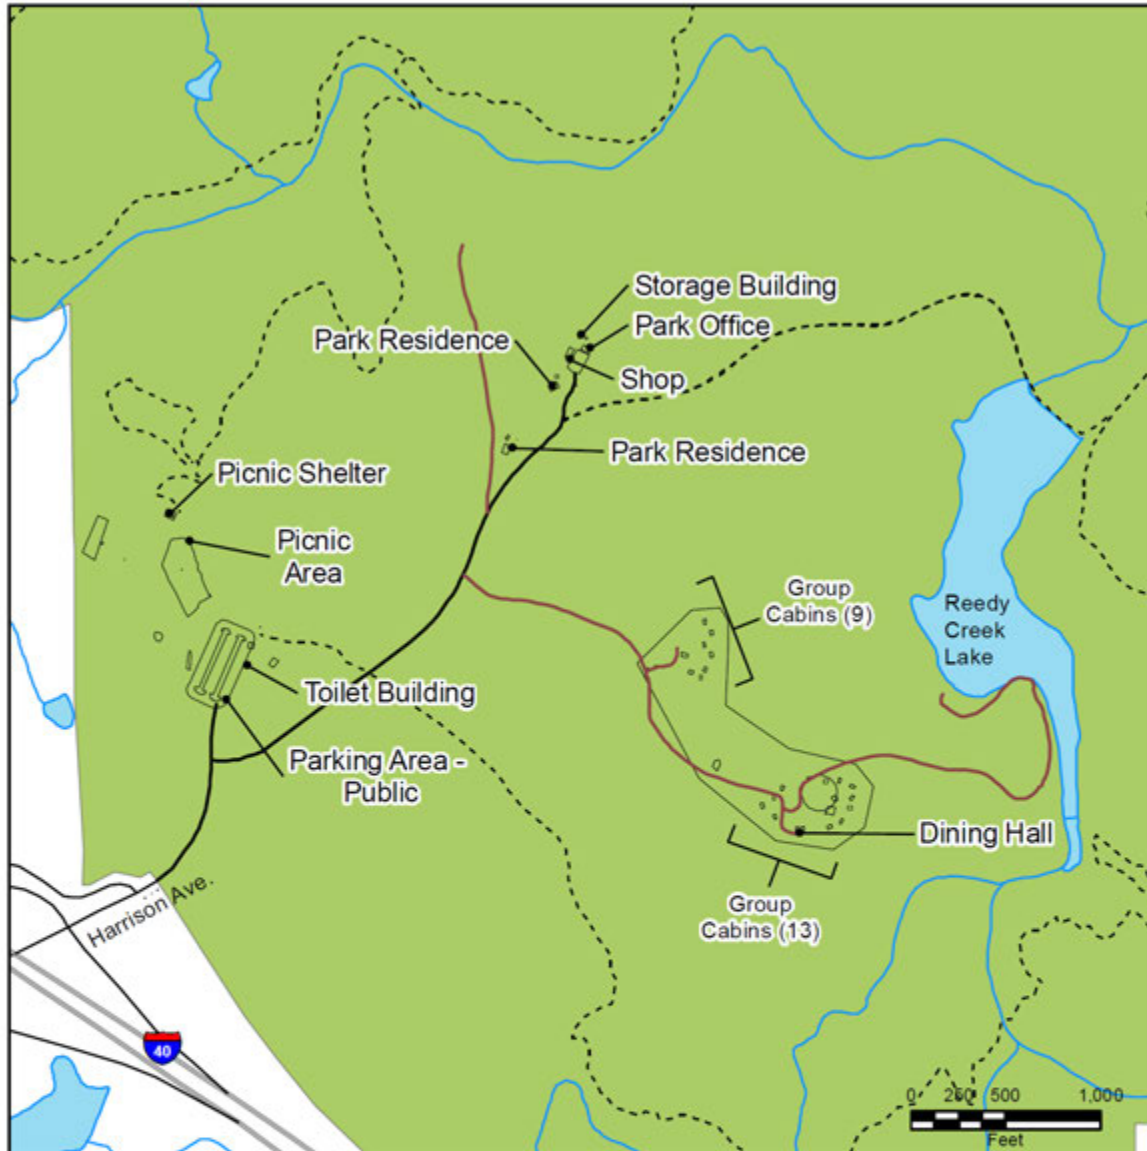 Storage Building
Park Office
Park Residence
Shop
Park Residence
Picnic Shelter
Picnic
Area
Group
Cabins (9)
Reedy
Creek
Lake
Toilet Building
Parking Area -
Public
Dining Hall
Group
Cabins (13)
Harrison Ave.
40
0 250 500 1,000
Feet